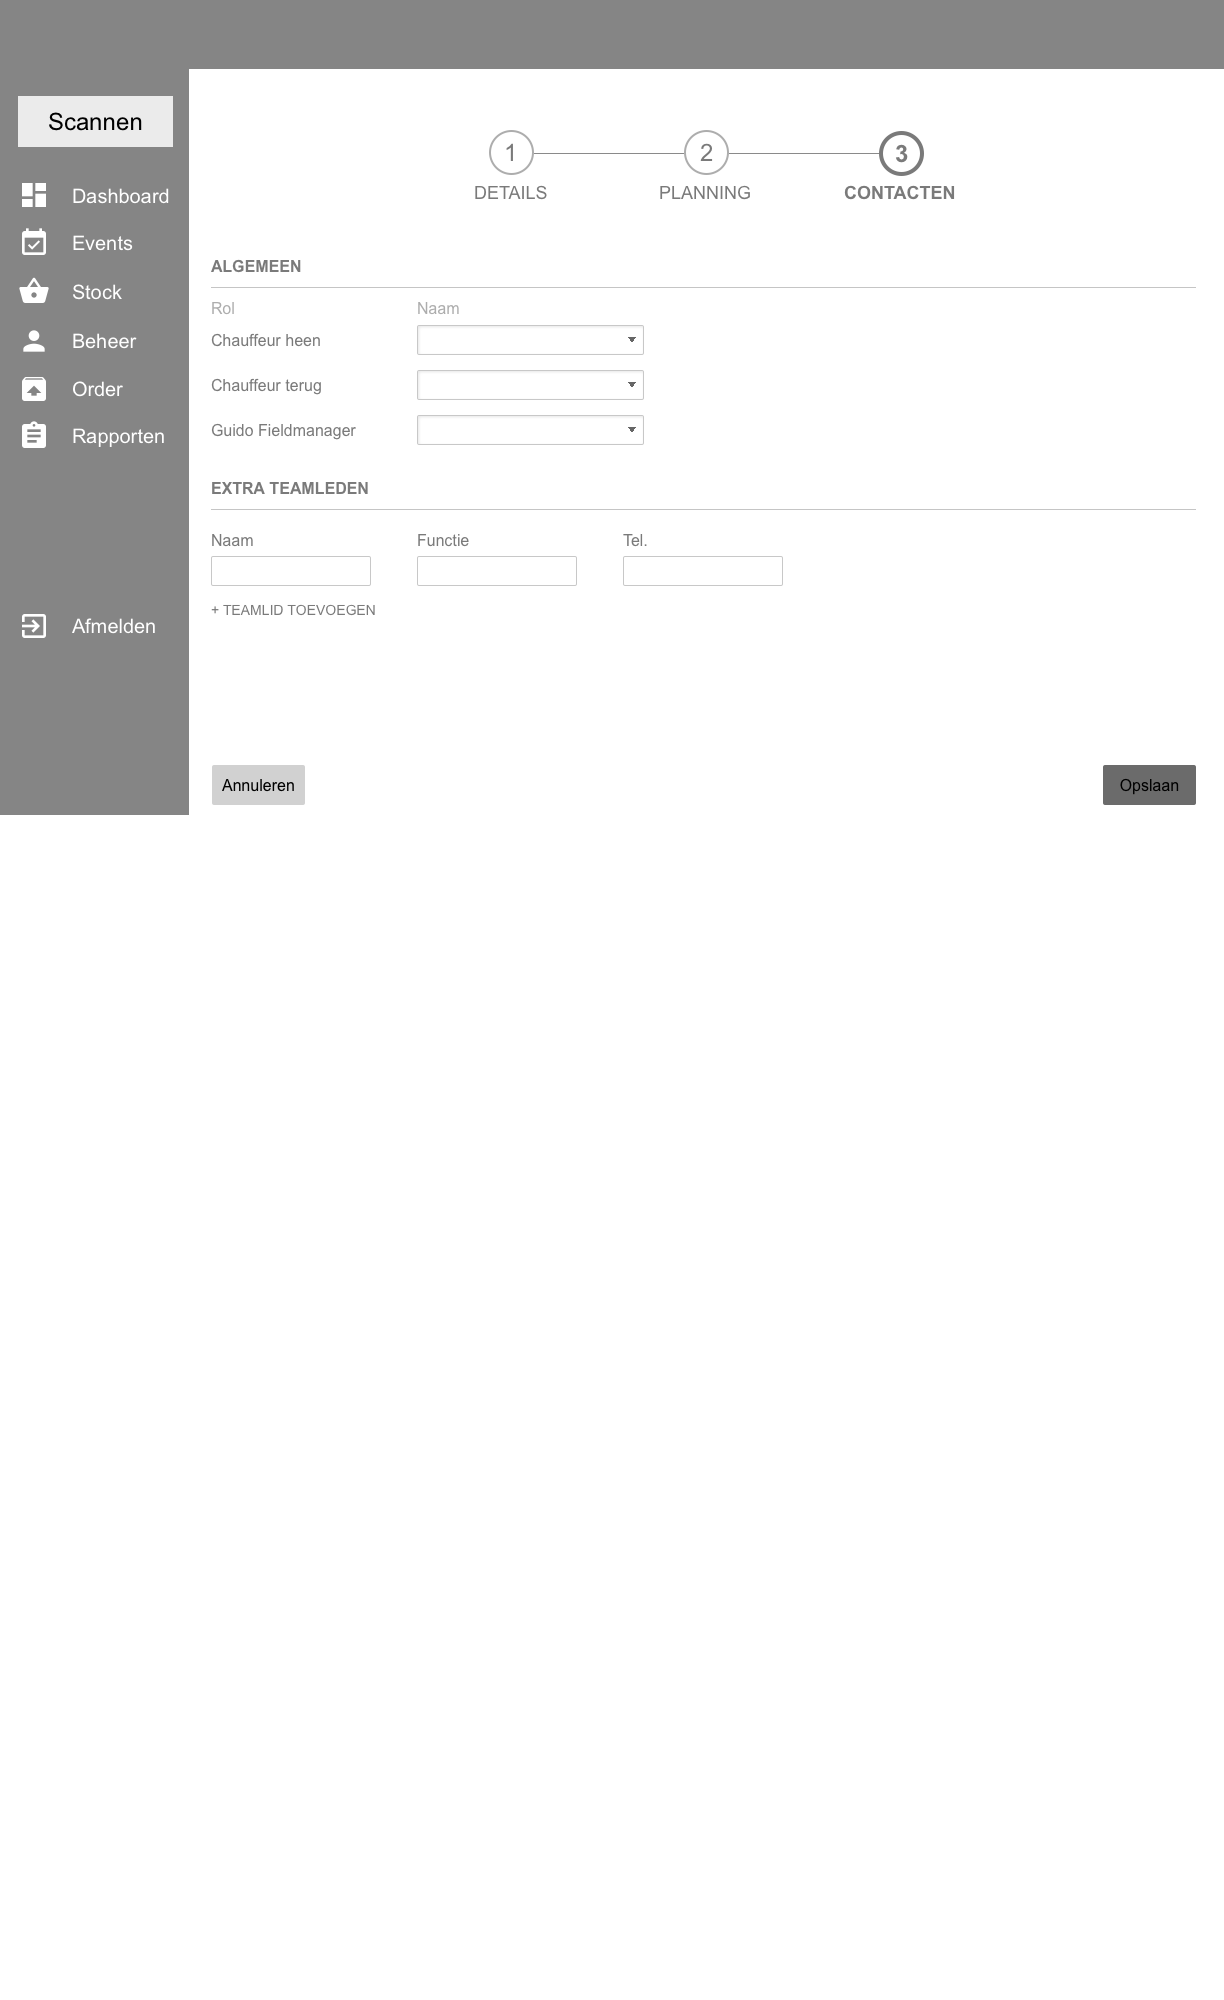 Scannen
Dashboard
Events
Stock
Beheer
Order
Rapporten
Afmelden
1 2 3
DETAILS PLANNING CONTACTEN
ALGEMEEN
Rol Naam
Chauffeur heen
Chauffeur terug
Guido Fieldmanager
EXTRA TEAMLEDEN
Naam Functie Tel.
+ TEAMLID TOEVOEGEN
Annuleren Opslaan